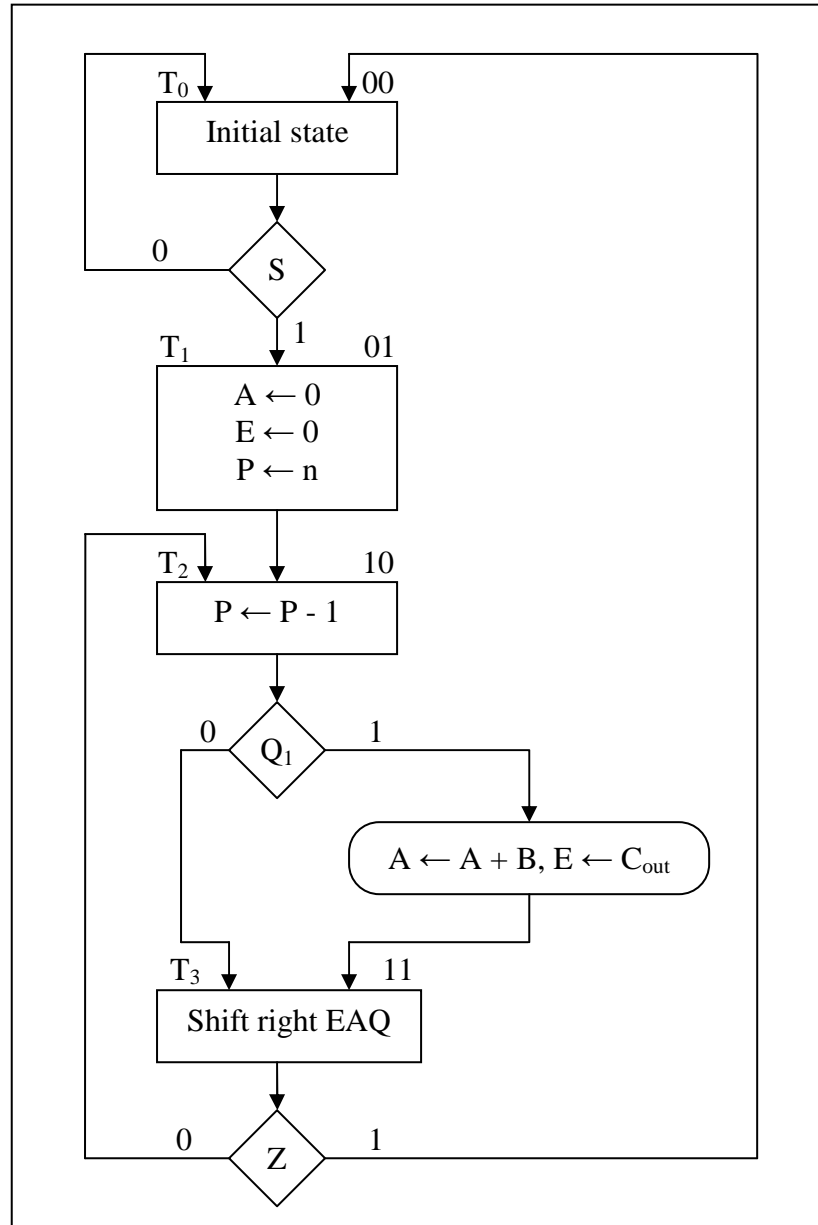 T₀ 00
Initial state
0
S
1
T₁ 01
A ← 0
E ← 0
P ← n
T₂ 10
P ← P - 1
0 Q₁ 1
A ← A + B, E ← Cₒᵤₜ
T₃ 11
Shift right EAQ
0 Z 1